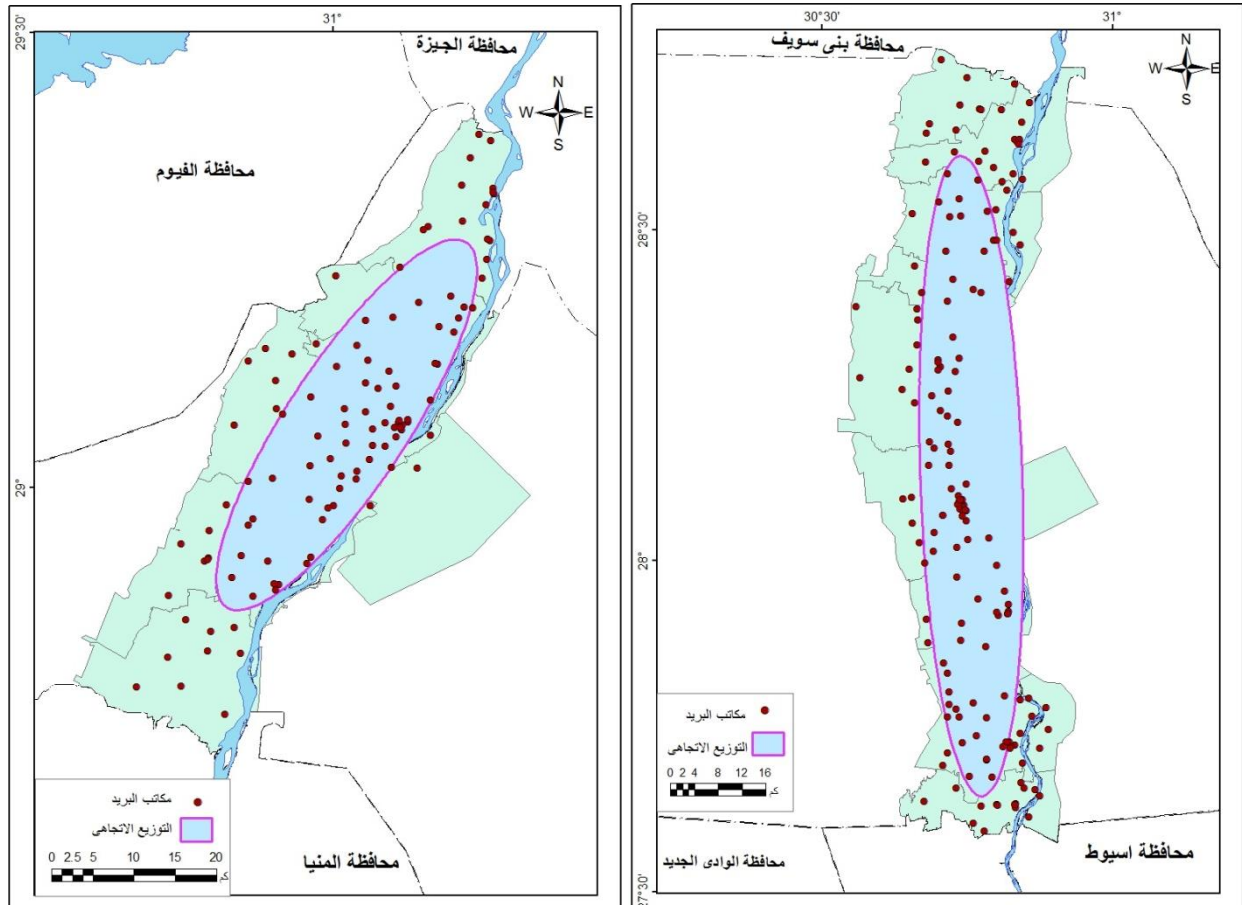 31°
29°30'
محافظة الجيزة
N
W E
S
محافظة الفيوم
29°
مكاتب البريد
التوزيع الاتجاهى
0 2.5 5 10 15 20
كم
محافظة المنيا
30°30' 31°
محافظة بنى سويف
N
W E
S
28°30'
28°
مكاتب البريد
التوزيع الاتجاهى
0 2 4 8 12 16
كم
محافظة الوادى الجديد
محافظة اسيوط
27°30'